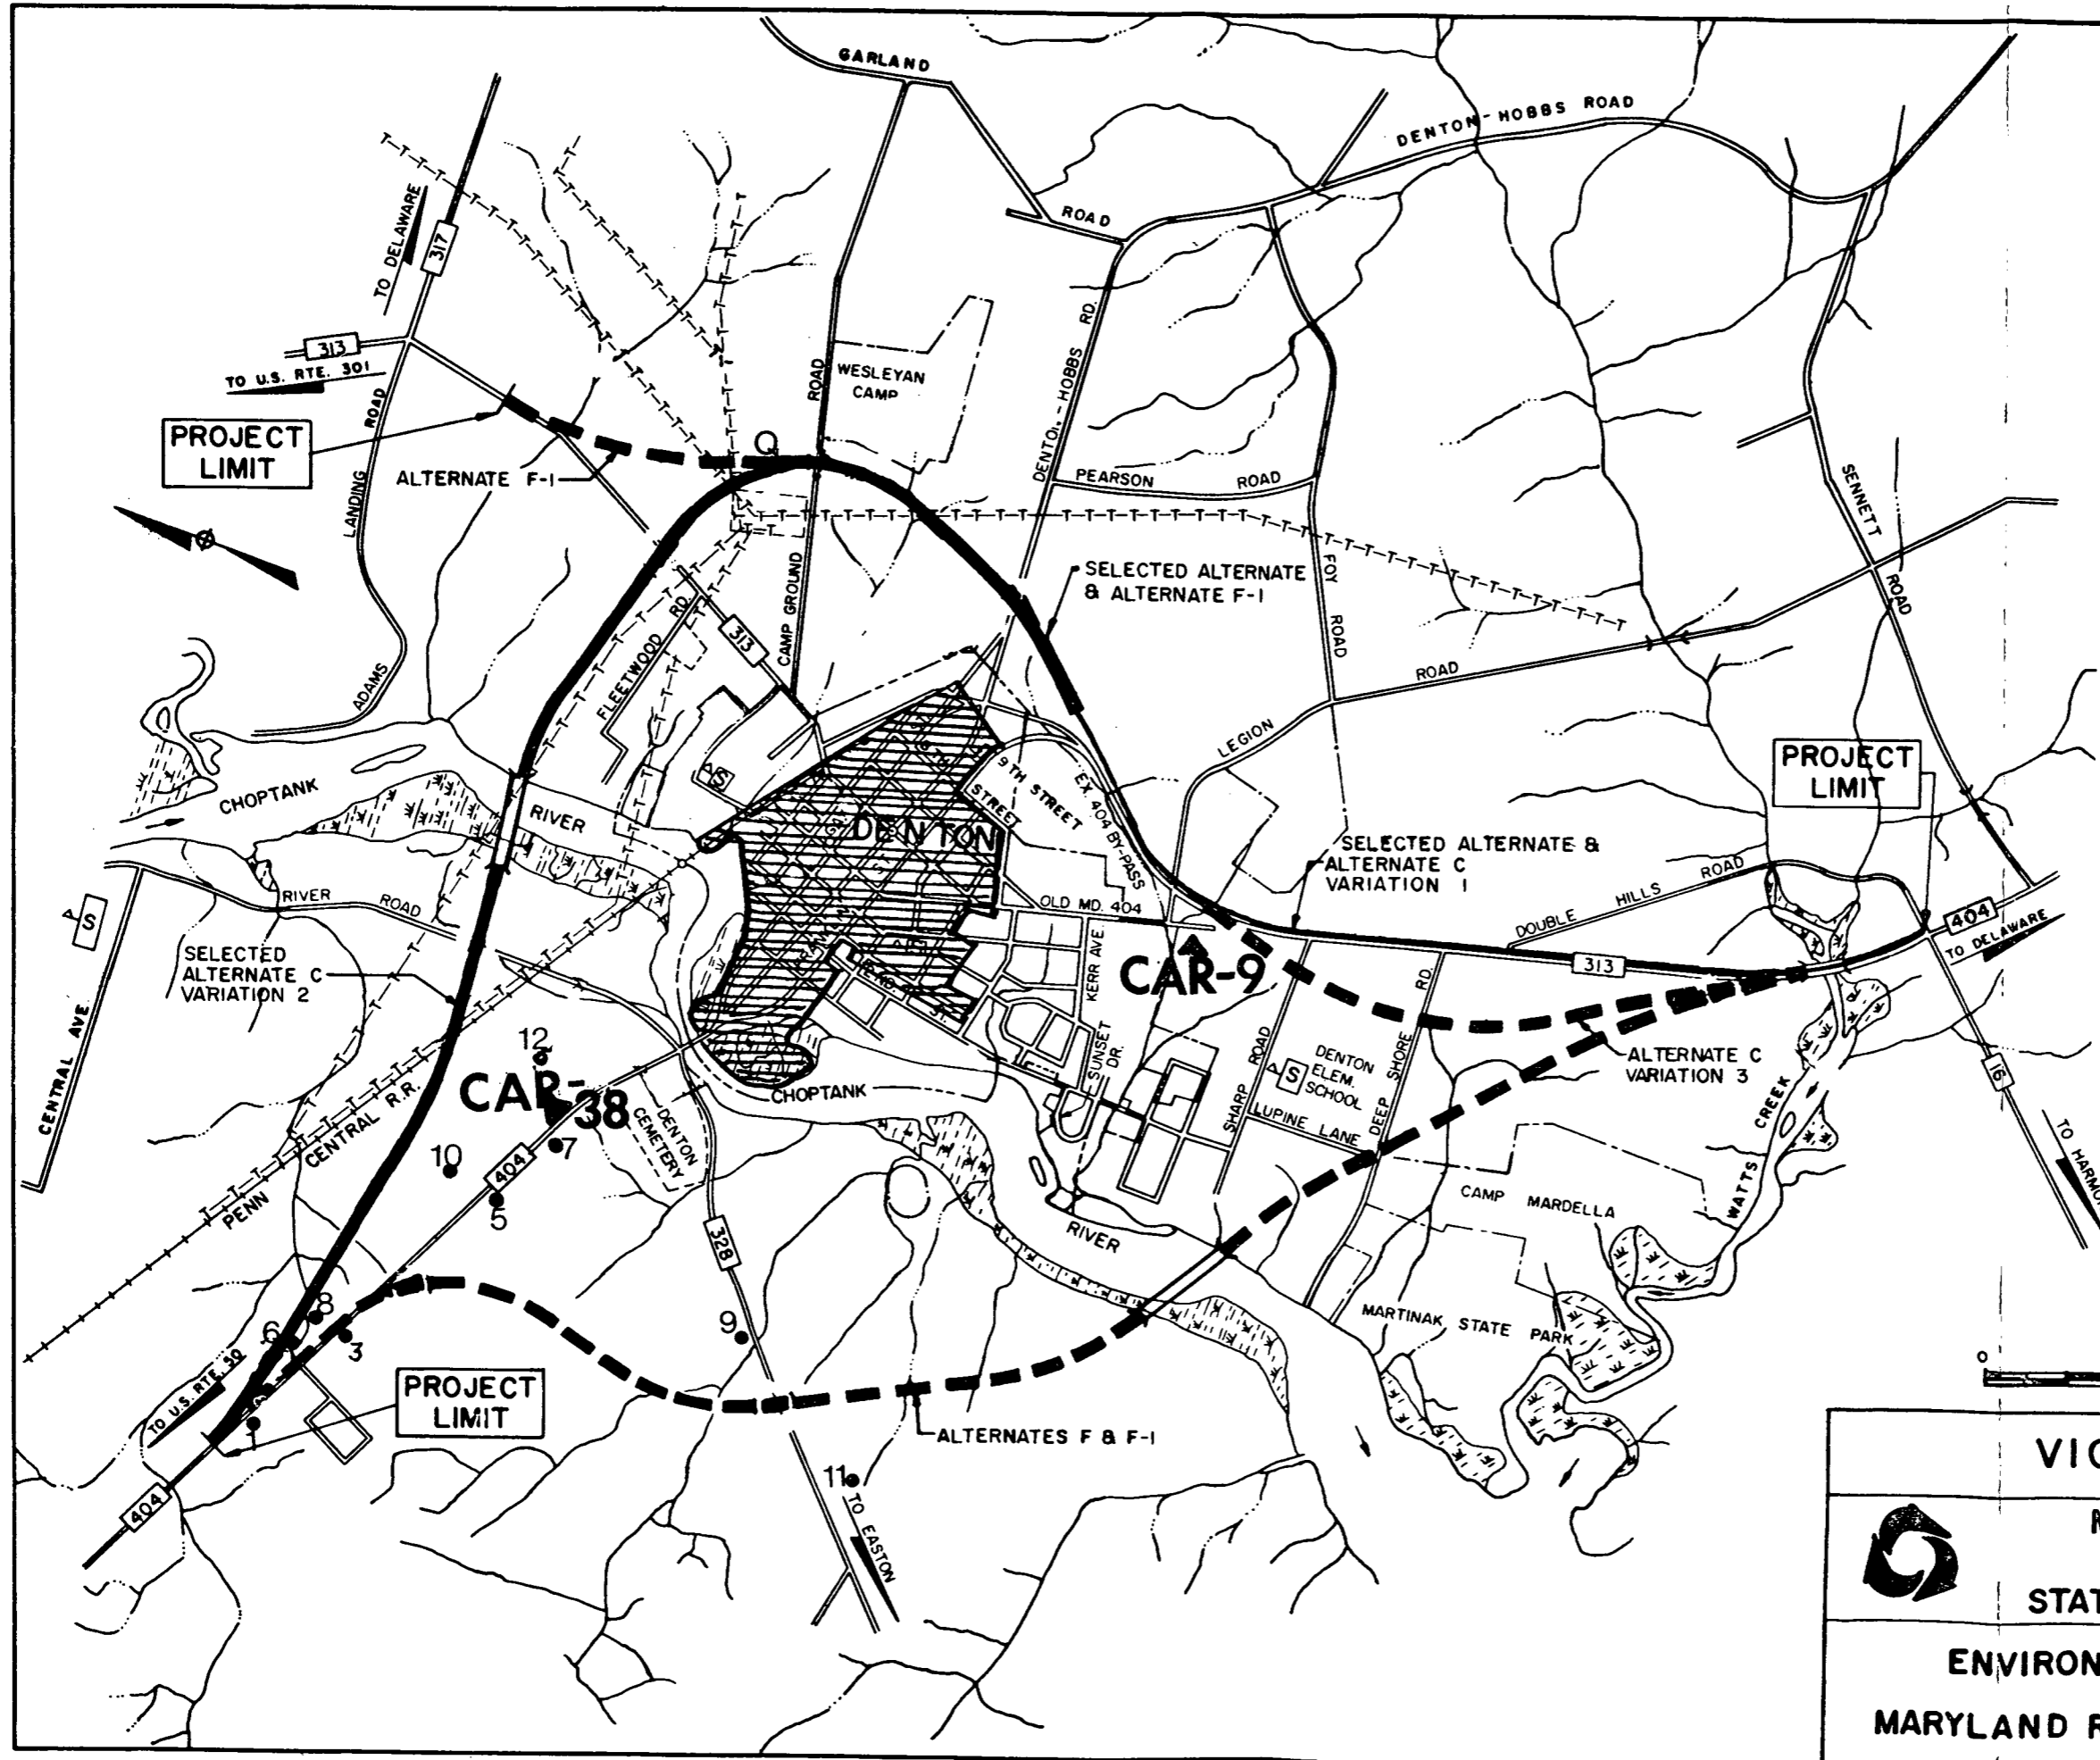 GARLAND
ROAD
DENTON-HOBBS ROAD
TO DELAWARE
317
313
TO U.S. RTE. 301
PROJECT
LIMIT
ALTERNATE F-1
LANDING
ROAD
ADAMS
ROAD
CAMP GROUND
WESLEYAN
CAMP
Q
DENTON-HOBBS RD.
PEARSON ROAD
SENNETT
ROAD
SELECTED ALTERNATE
& ALTERNATE F-1
FOY
ROAD
LEGION
ROAD
FLEETWOOD RD.
313
S
CHOPTANK
RIVER
DENTON
9TH STREET
STREET
EX. 404 BY-PASS
PROJECT
LIMIT
SELECTED ALTERNATE &
ALTERNATE C
VARIATION 1
DOUBLE HILLS ROAD
404
TO DELAWARE
S
RIVER ROAD
SELECTED
ALTERNATE C
VARIATION 2
CENTRAL AVE.
OLD MD. 404
KERR AVE.
CAR-9
313
SUNSET
DR.
SHARP ROAD
DENTON
ELEM.
SCHOOL
S
LUPINE LANE
DEEP SHORE RD.
ALTERNATE C
VARIATION 3
16
TO HARMO
WATTS CREEK
12
CAR-38
PENN CENTRAL R.R.
10
7
404
5
DENTON
CEMETERY
CHOPTANK
RIVER
328
CAMP MARDELLA
MARTINAK STATE PARK
8
6
3
9
TO U.S. RTE. 50
1
PROJECT
LIMIT
404
ALTERNATES F & F-1
11
TO EASTON
0
VIC
STAT
ENVIRON
MARYLAND R